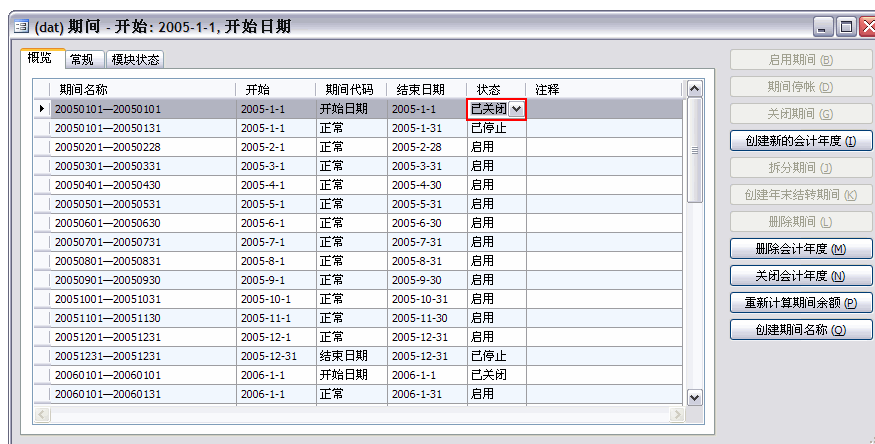 (dat) 期间 - 开始: 2005-1-1, 开始日期
概览 常规 模块状态
期间名称 开始 期间代码 结束日期 状态 注释
20050101—20050101 2005-1-1 开始日期 2005-1-1 已关闭
20050101—20050131 2005-1-1 正常 2005-1-31 已停止
20050201—20050228 2005-2-1 正常 2005-2-28 启用
20050301—20050331 2005-3-1 正常 2005-3-31 启用
20050401—20050430 2005-4-1 正常 2005-4-30 启用
20050501—20050531 2005-5-1 正常 2005-5-31 启用
20050601—20050630 2005-6-1 正常 2005-6-30 启用
20050701—20050731 2005-7-1 正常 2005-7-31 启用
20050801—20050831 2005-8-1 正常 2005-8-31 启用
20050901—20050930 2005-9-1 正常 2005-9-30 启用
20051001—20051031 2005-10-1 正常 2005-10-31 启用
20051101—20051130 2005-11-1 正常 2005-11-30 启用
20051201—20051231 2005-12-1 正常 2005-12-31 启用
20051231—20051231 2005-12-31 结束日期 2005-12-31 已停止
20060101—20060101 2006-1-1 开始日期 2006-1-1 已关闭
20060101—20060131 2006-1-1 正常 2006-1-31 启用
启用期间 (B)
期间停帐 (D)
关闭期间 (G)
创建新的会计年度 (I)
拆分期间 (J)
创建年末结转期间 (K)
删除期间 (L)
删除会计年度 (M)
关闭会计年度 (N)
重新计算期间余额 (P)
创建期间名称 (Q)